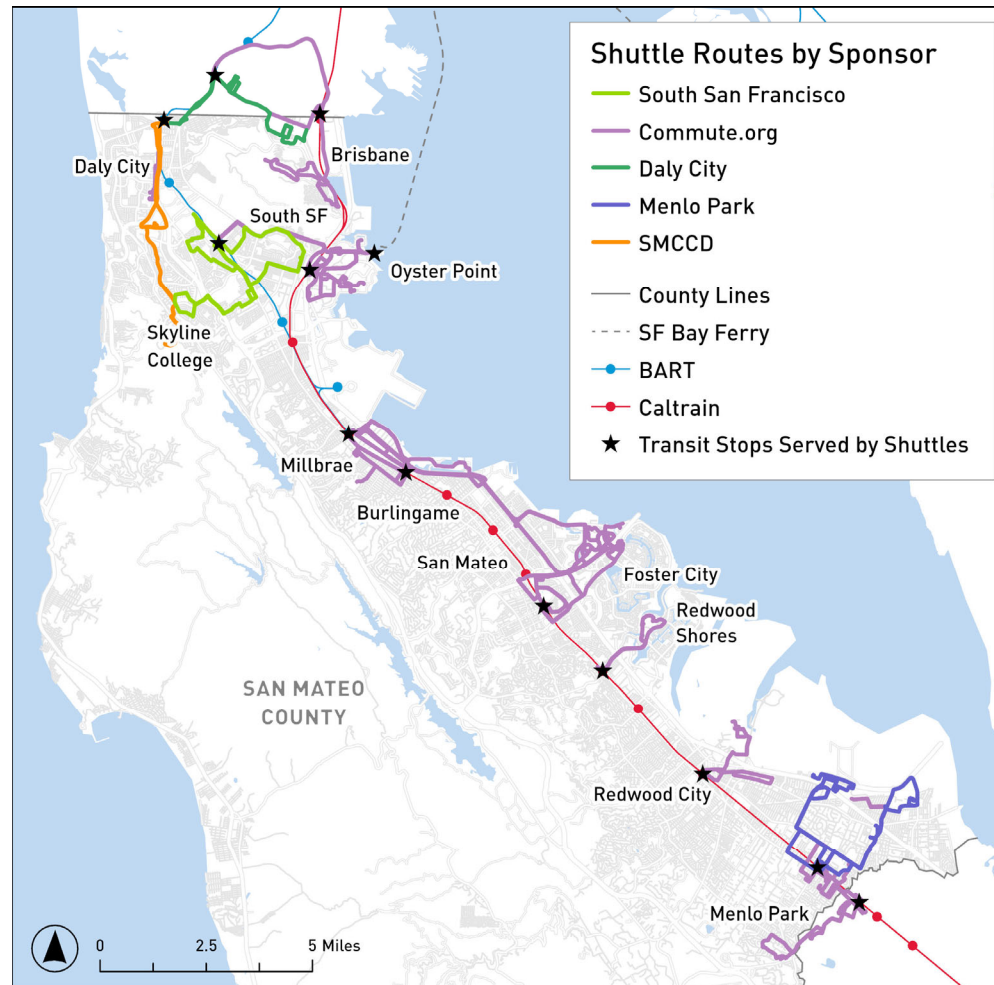 Shuttle Routes by Sponsor
South San Francisco
Commute.org
Daly City
Menlo Park
SMCCD
County Lines
SF Bay Ferry
BART
Caltrain
Transit Stops Served by Shuttles
Daly City
Brisbane
South SF
Oyster Point
Skyline
College
Millbrae
Burlingame
San Mateo
Foster City
Redwood
Shores
SAN MATEO
COUNTY
Redwood City
Menlo Park
0 2.5 5 Miles